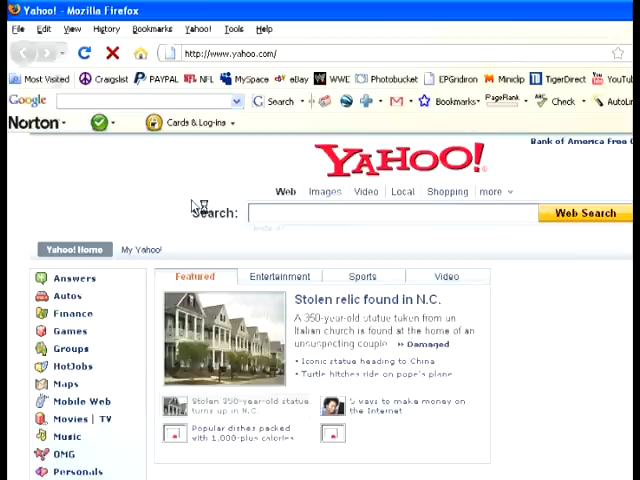 Yahoo! - Mozilla Firefox
File Edit View History Bookmarks Yahoo! Tools Help
http://www.yahoo.com/
Most Visited Craigslist PAYPAL NFL MySpace eBay WWE Photobucket EPGridron Miniclip TigerDirect YouTu
Google Search PageRank Bookmarks Check AutoLin
Norton Cards & Log-ins
Bank of America Free
YAHOO!
Web Images Video Local Shopping more
Search: Web Search
Yahoo! Home My Yahoo!
Featured Entertainment Sports Video
Answers
Autos
Finance
Games
Groups
HotJobs
Maps
Mobile Web
Movies | TV
Music
OMG
Personals
Stolen relic found in N.C.
A 350-year-old statue taken from an
Italian church is found at the home of an
unsuspecting couple. » Damaged
• Iconic statue heading to China
• Turtle hitches ride on pope's plane
Stolen 350-year-old statue
turns up in N.C.
5 ways to make money on
the Internet
Popular dishes packed
with 1,000-plus calories